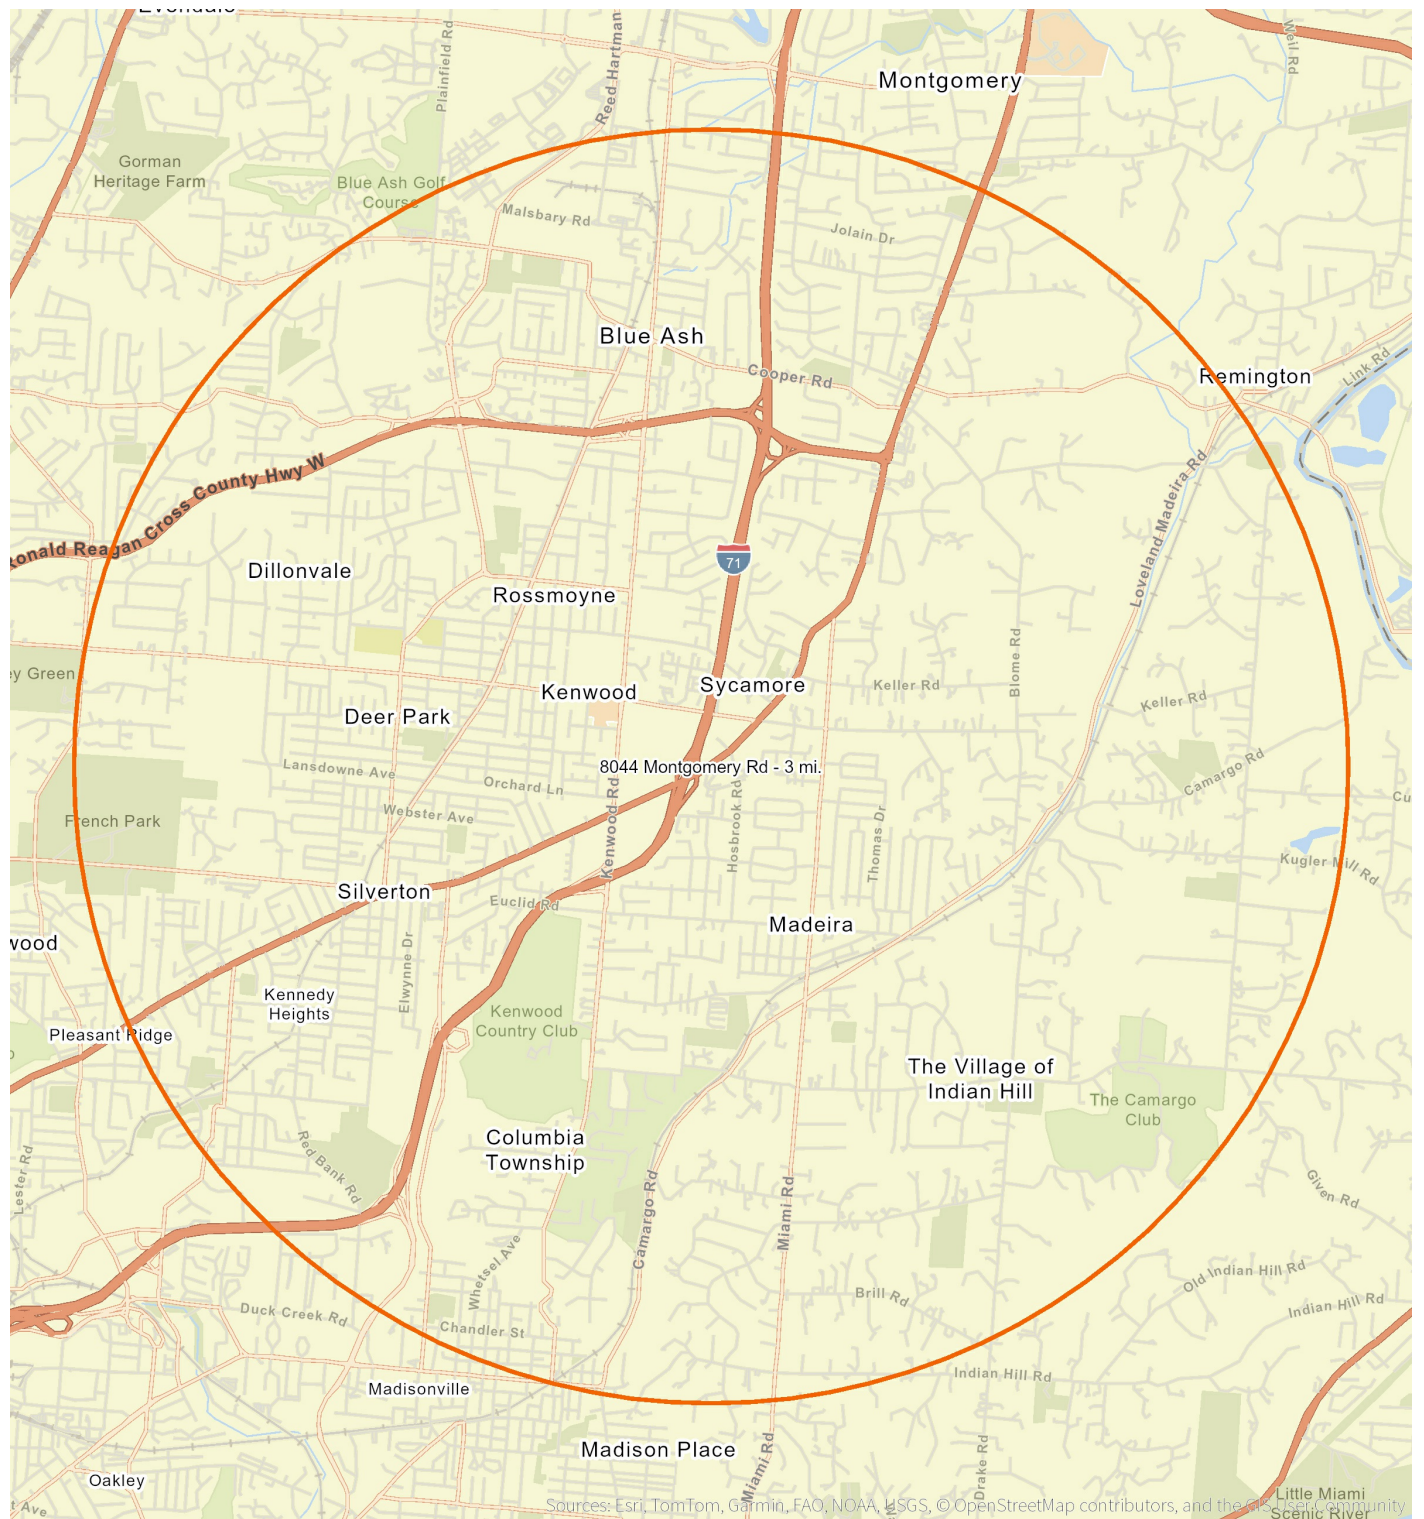 Montgomery
Weil Rd
Plainfield Rd
Reed Hartman
Gorman
Heritage Farm
Blue Ash Golf
Course
Malsbary Rd
Jolain Dr
Blue Ash
Cooper Rd
Remington
Link Rd
Ronald Reagan Cross County Hwy W
Loveland Madeira Rd
71
Dillonvale
Rossmoyne
Blome Rd
ey Green
Kenwood
Sycamore
Keller Rd
Keller Rd
Deer Park
8044 Montgomery Rd - 3 mi.
Lansdowne Ave
Orchard Ln
Camargo Rd
Webster Ave
Kenwood Rd
Hosbrook Rd
Thomas Dr
Cu
French Park
Kugler Mill Rd
Silverton
Euclid Rd
Madeira
wood
Elwynne Dr
Kennedy
Heights
Kenwood
Country Club
Pleasant Ridge
The Village of
Indian Hill
The Camargo
Club
Columbia
Township
Red Bank Rd
Lester Rd
Camargo Rd
Miami Rd
Given Rd
Whetsel Ave
Old Indian Hill Rd
Brill Rd
Indian Hill Rd
Duck Creek Rd
Chandler St
Indian Hill Rd
Madisonville
Madison Place
Miami Rd
Drake Rd
Oakley
t Ave
Little Miami
Scenic River
Sources: Esri, TomTom, Garmin, FAO, NOAA, USGS, © OpenStreetMap contributors, and the GIS User Community